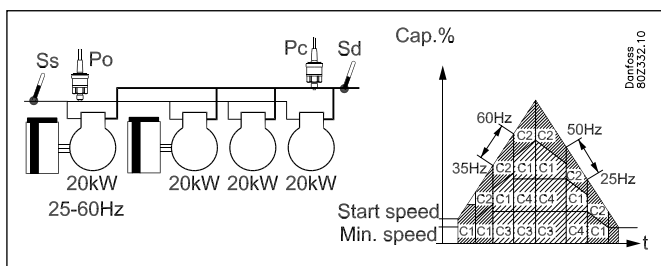 Ss Po Pc Sd
20kW 20kW 20kW 20kW
25-60Hz
Cap.%
Danfoss
80Z332.10
60Hz C2 C2 50Hz
35Hz C2 C1 C1 C2 25Hz
C2 C1 C4 C4 C1 C2
Start speed
Min. speed C1 C1 C3 C3 C4 C1 t